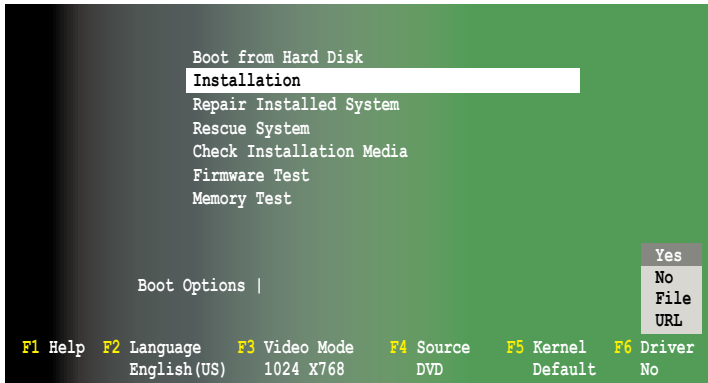 Boot from Hard Disk
Installation
Repair Installed System
Rescue System
Check Installation Media
Firmware Test
Memory Test
Boot Options |
Yes
No
File
URL
F1 Help F2 Language F3 Video Mode F4 Source F5 Kernel F6 Driver
English(US) 1024 X768 DVD Default No